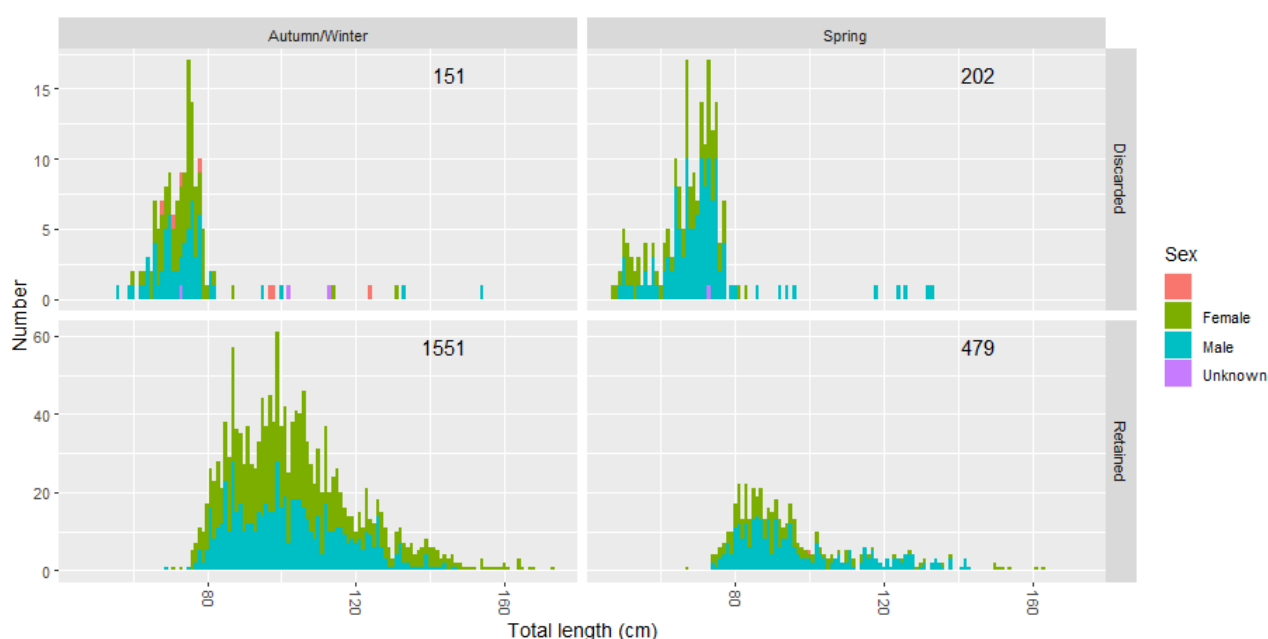 Autumn/Winter
Spring
151
202
15
10
5
0
Discarded
1551
479
60
40
20
0
Retained
80
120
160
80
120
160
Number
Total length (cm)
Sex
Female
Male
Unknown